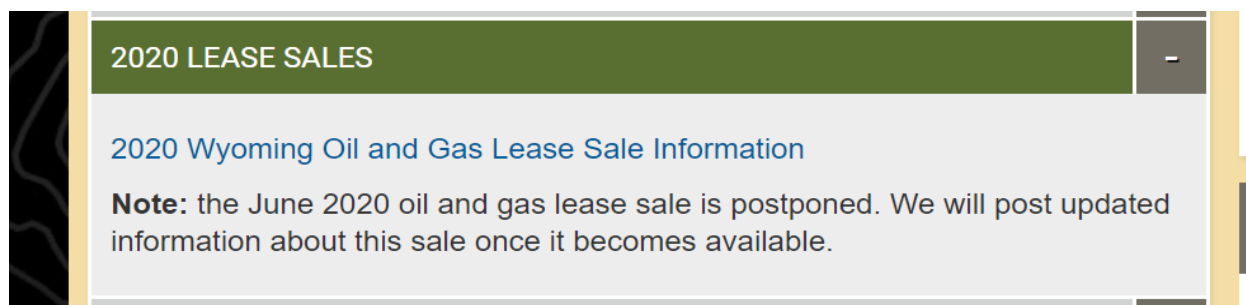 2020 LEASE SALES
-
2020 Wyoming Oil and Gas Lease Sale Information
Note: the June 2020 oil and gas lease sale is postponed. We will post updated
information about this sale once it becomes available.